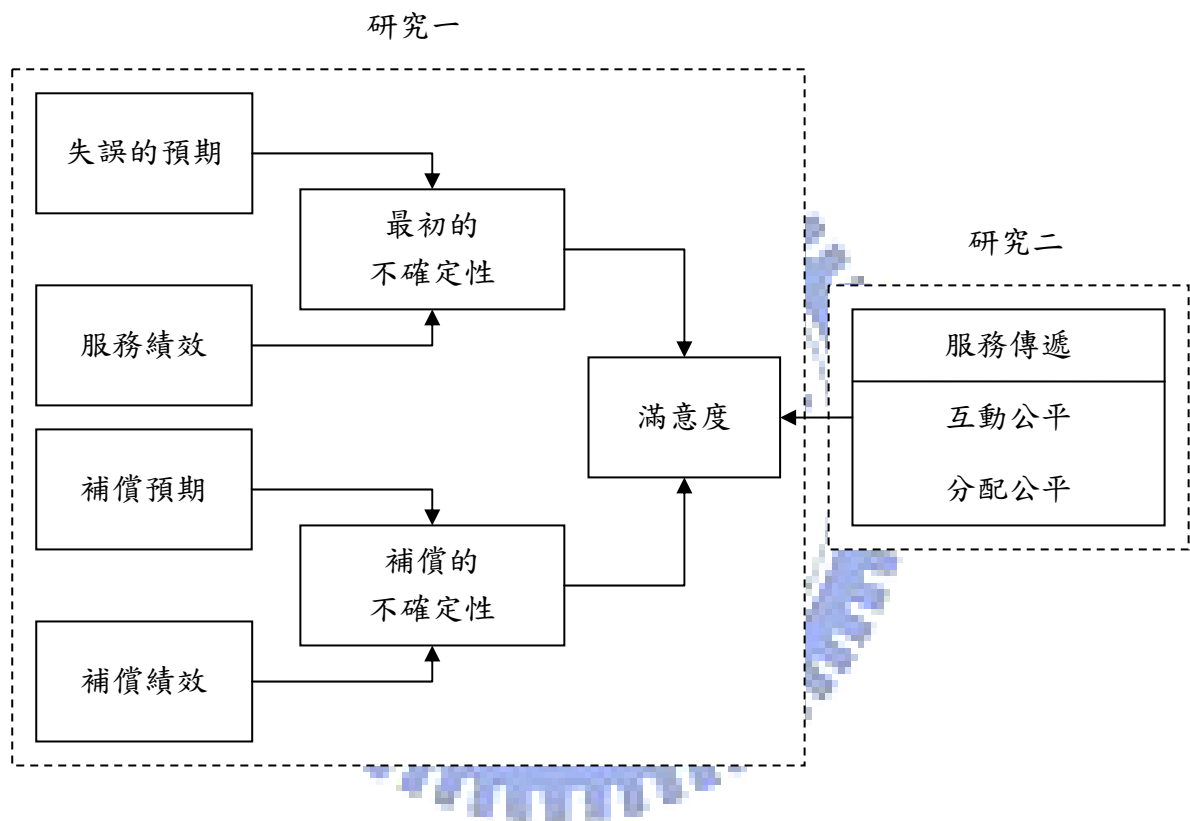 研究一
失誤的預期
最初的
不確定性
服務績效
補償預期
補償的
不確定性
補償績效
滿意度
研究二
服務傳遞
互動公平
分配公平